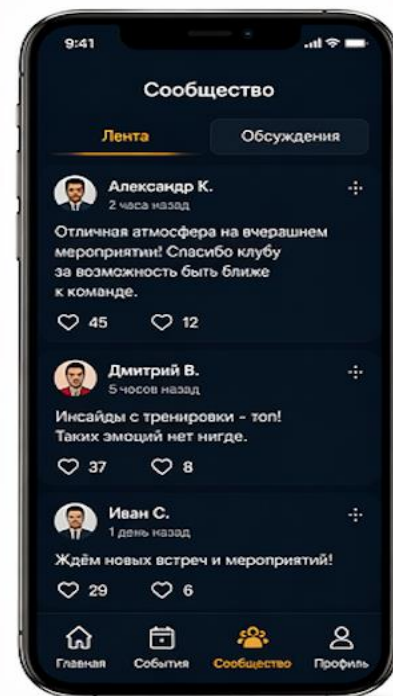 9:41
Сообщество
Лента
Обсуждения
Александр К.
2 часа назад
Отличная атмосфера на вчерашнем
мероприятии! Спасибо клубу
за возможность быть ближе
к команде.
45 12
Дмитрий В.
5 часов назад
Инсайды с тренировки – топ!
Таких эмоций нет нигде.
37 8
Иван С.
1 день назад
Ждём новых встреч и мероприятий!
29 6
Главная События Сообщество Профиль